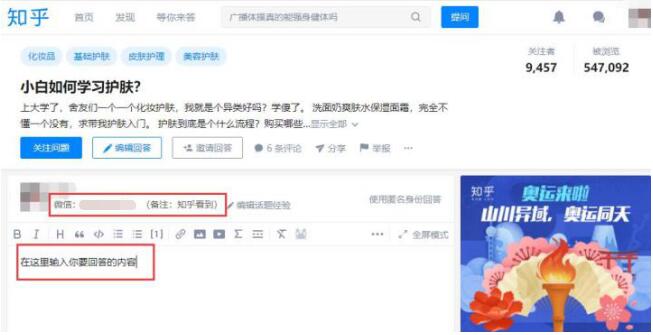 知乎 首页 发现 等你来答 广播体操真的能强身健体吗 提问
化妆品 基础护肤 皮肤护理 美容护肤
关注者 被浏览
9,457 547,092
小白如何学习护肤?
上大学了，舍友们一个一个化妆护肤，我就是个异类好吗？学傻了。 洗面奶爽肤水保湿面霜，完全不
懂一个没有，求带我护肤入门。 护肤到底是个什么流程？购买哪些...显示全部
关注问题 编辑回答 邀请回答 6 条评论 分享 举报 ...
微信： （备注：知乎看到） 编辑话题经验 使用匿名身份回答
B I H [1] Σ ... 全屏模式
在这里输入你要回答的内容
知乎 奥运来啦
山川异域，奥运同天